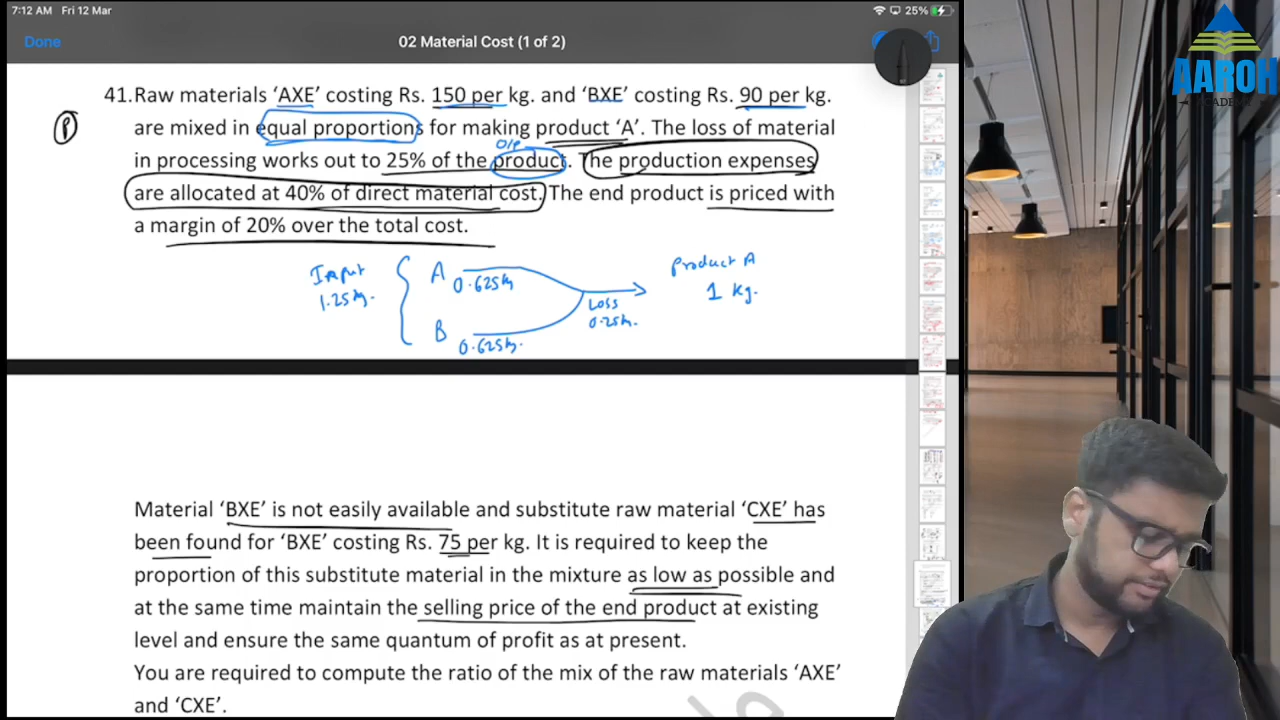 7:12 AM Fri 12 Mar
25%
Done
02 Material Cost (1 of 2)
AAROH
ACADEMY
41.Raw materials ‘AXE’ costing Rs. 150 per kg. and ‘BXE’ costing Rs. 90 per kg.
are mixed in equal proportions for making product ‘A’. The loss of material
O/P
in processing works out to 25% of the product. The production expenses
are allocated at 40% of direct material cost. The end product is priced with
a margin of 20% over the total cost.
(P)
Input
1.25kg.
A 0.625kg
B 0.625kg.
Loss
0.25kg.
Product A
1 kg.
Material ‘BXE’ is not easily available and substitute raw material ‘CXE’ has
been found for ‘BXE’ costing Rs. 75 per kg. It is required to keep the
proportion of this substitute material in the mixture as low as possible and
at the same time maintain the selling price of the end product at existing
level and ensure the same quantum of profit as at present.
You are required to compute the ratio of the mix of the raw materials ‘AXE’
and ‘CXE’.